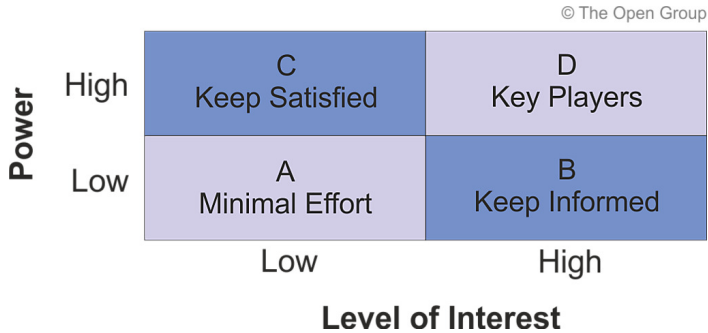 © The Open Group
Power
High
C
Keep Satisfied
D
Key Players
Low
A
Minimal Effort
B
Keep Informed
Low
High
Level of Interest